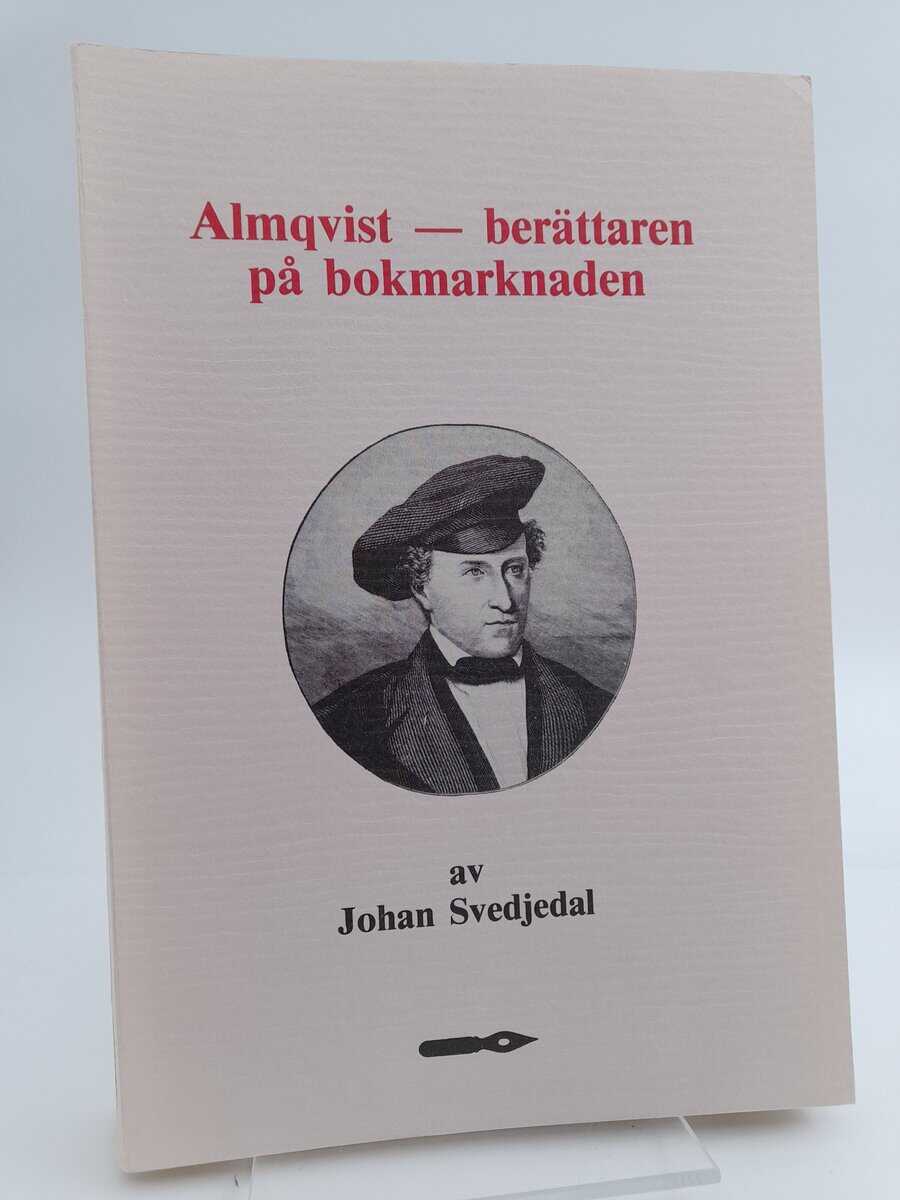 Almqvist — berättaren
på bokmarknaden
av
Johan Svedjedal